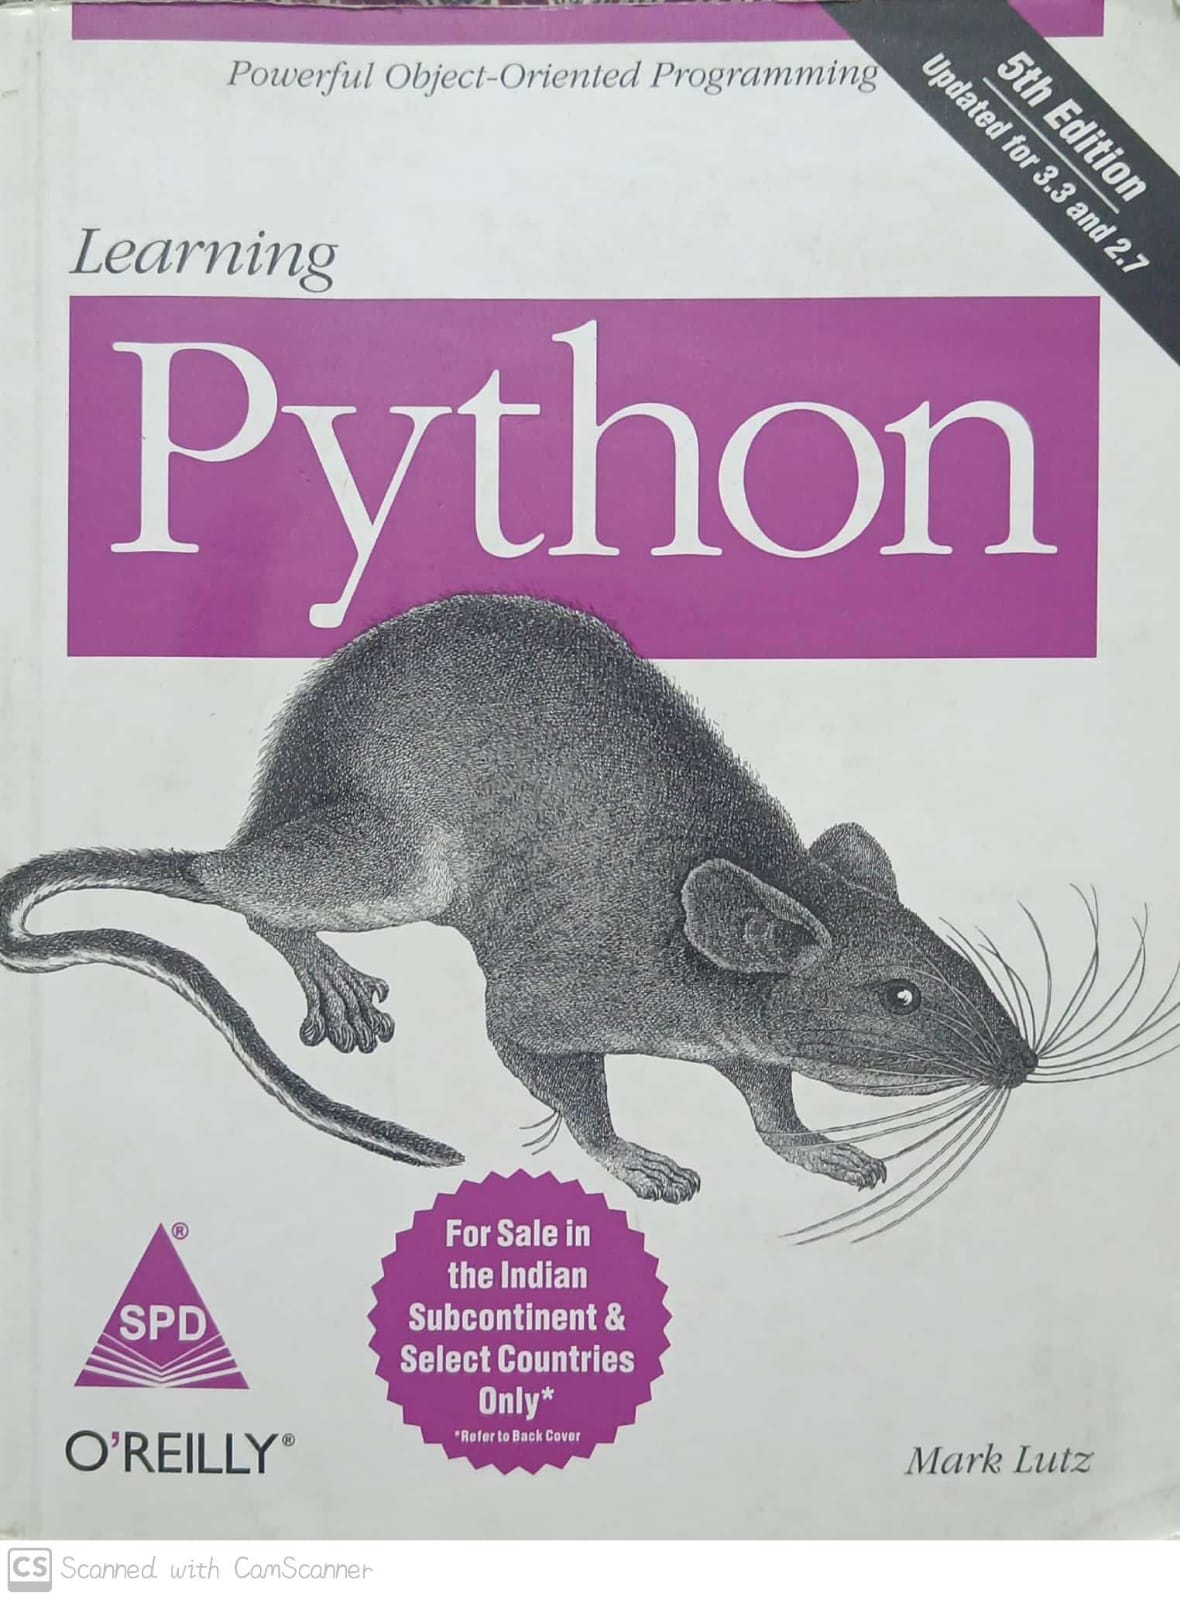 Powerful Object-Oriented Programming
5th Edition
Updated for 3.3 and 2.7
Learning
Python
SPD®
O'REILLY®
For Sale in
the Indian
Subcontinent &
Select Countries
Only*
*Refer to Back Cover
Mark Lutz
CS Scanned with CamScanner